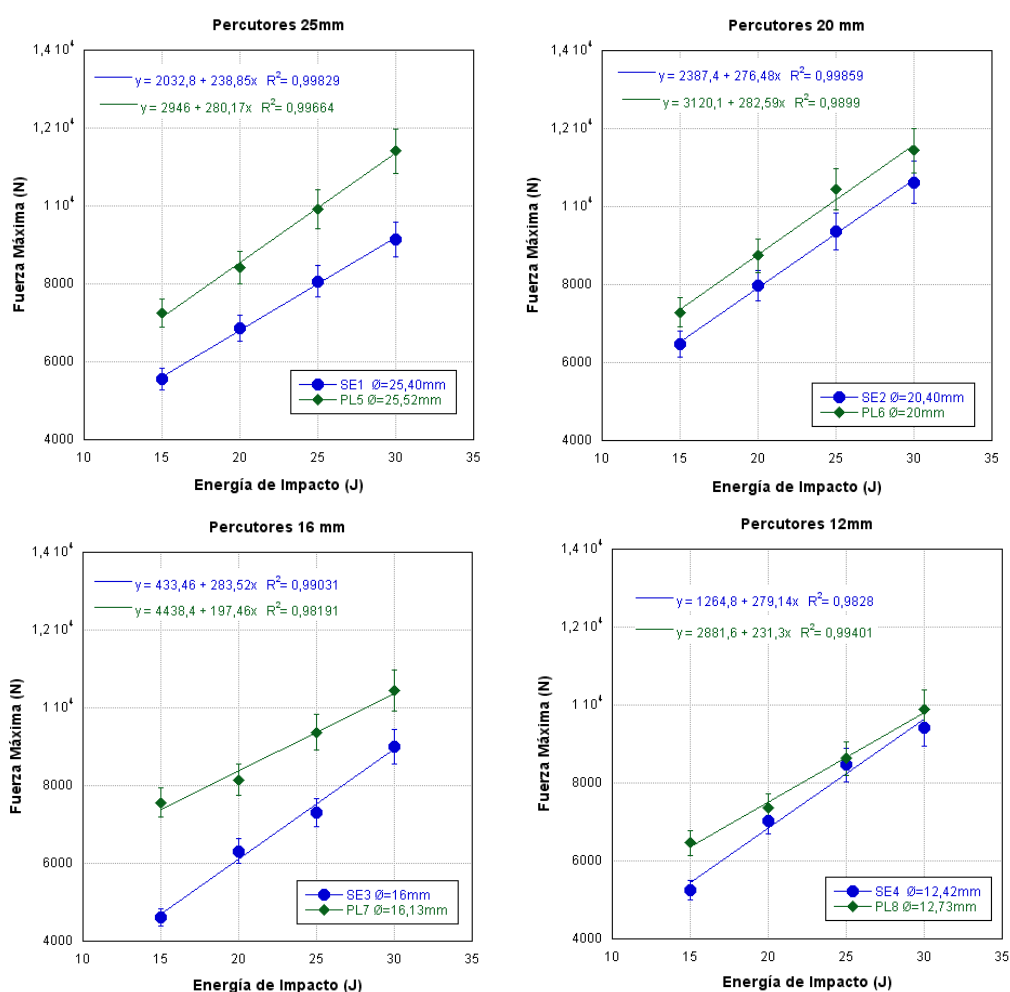 Percutores 25mm
1,4 10⁴
1,2 10⁴
1 10⁴
8000
6000
4000
10
15
20
25
30
35
Fuerza Máxima (N)
Energía de Impacto (J)
y = 2032,8 + 238,85x R²= 0,99829
y = 2946 + 280,17x R²= 0,99664
SE1 Ø=25,40mm
PL5 Ø=25,52mm
Percutores 20 mm
1,4 10⁴
1,2 10⁴
1 10⁴
8000
6000
4000
10
15
20
25
30
35
Fuerza Máxima (N)
Energía de Impacto (J)
y = 2387,4 + 276,48x R²= 0,99859
y = 3120,1 + 282,59x R²= 0,9899
SE2 Ø=20,40mm
PL6 Ø=20mm
Percutores 16 mm
1,4 10⁴
1,2 10⁴
1 10⁴
8000
6000
4000
10
15
20
25
30
35
Fuerza Máxima (N)
Energía de Impacto (J)
y = 433,46 + 283,52x R²= 0,99031
y = 4438,4 + 197,46x R²= 0,98191
SE3 Ø=16mm
PL7 Ø=16,13mm
Percutores 12mm
1,4 10⁴
1,2 10⁴
1 10⁴
8000
6000
4000
10
15
20
25
30
35
Fuerza Máxima (N)
Energía de Impacto (J)
y = 1264,8 + 279,14x R²= 0,9828
y = 2881,6 + 231,3x R²= 0,99401
SE4 Ø=12,42mm
PL8 Ø=12,73mm